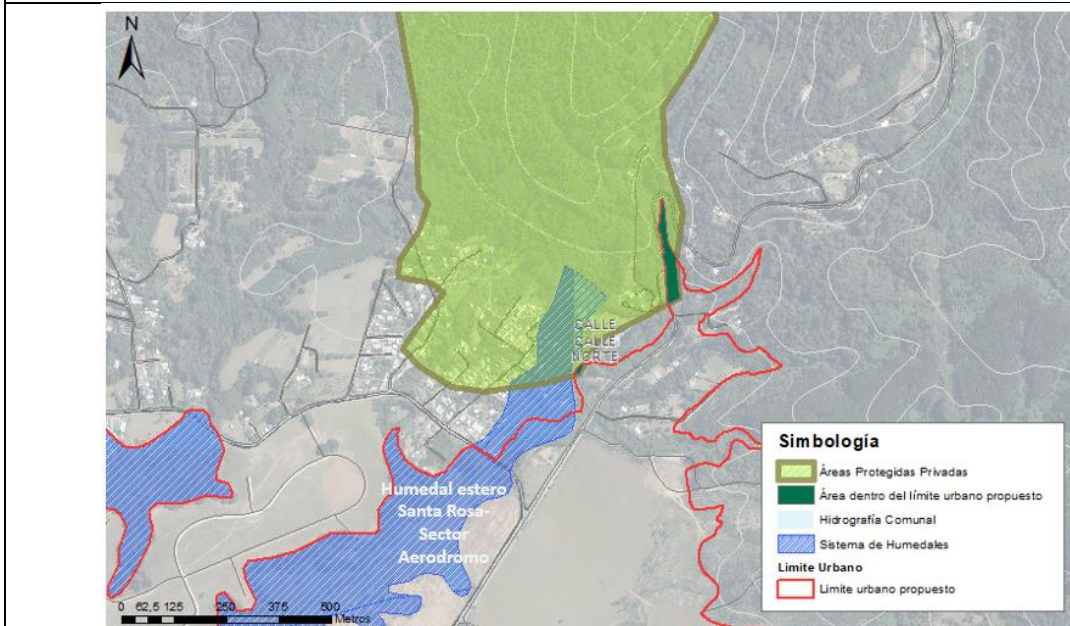 N
CALLE
CALLE
NORTE
Humedal estero
Santa Rosa-
Sector
Aerodromo
Simbología
Áreas Protegidas Privadas
Área dentro del límite urbano propuesto
Hidrografía Comunal
Sistema de Humedales
Limite Urbano
Limite urbano propuesto
0 62,5 125 250 375 500
Metros